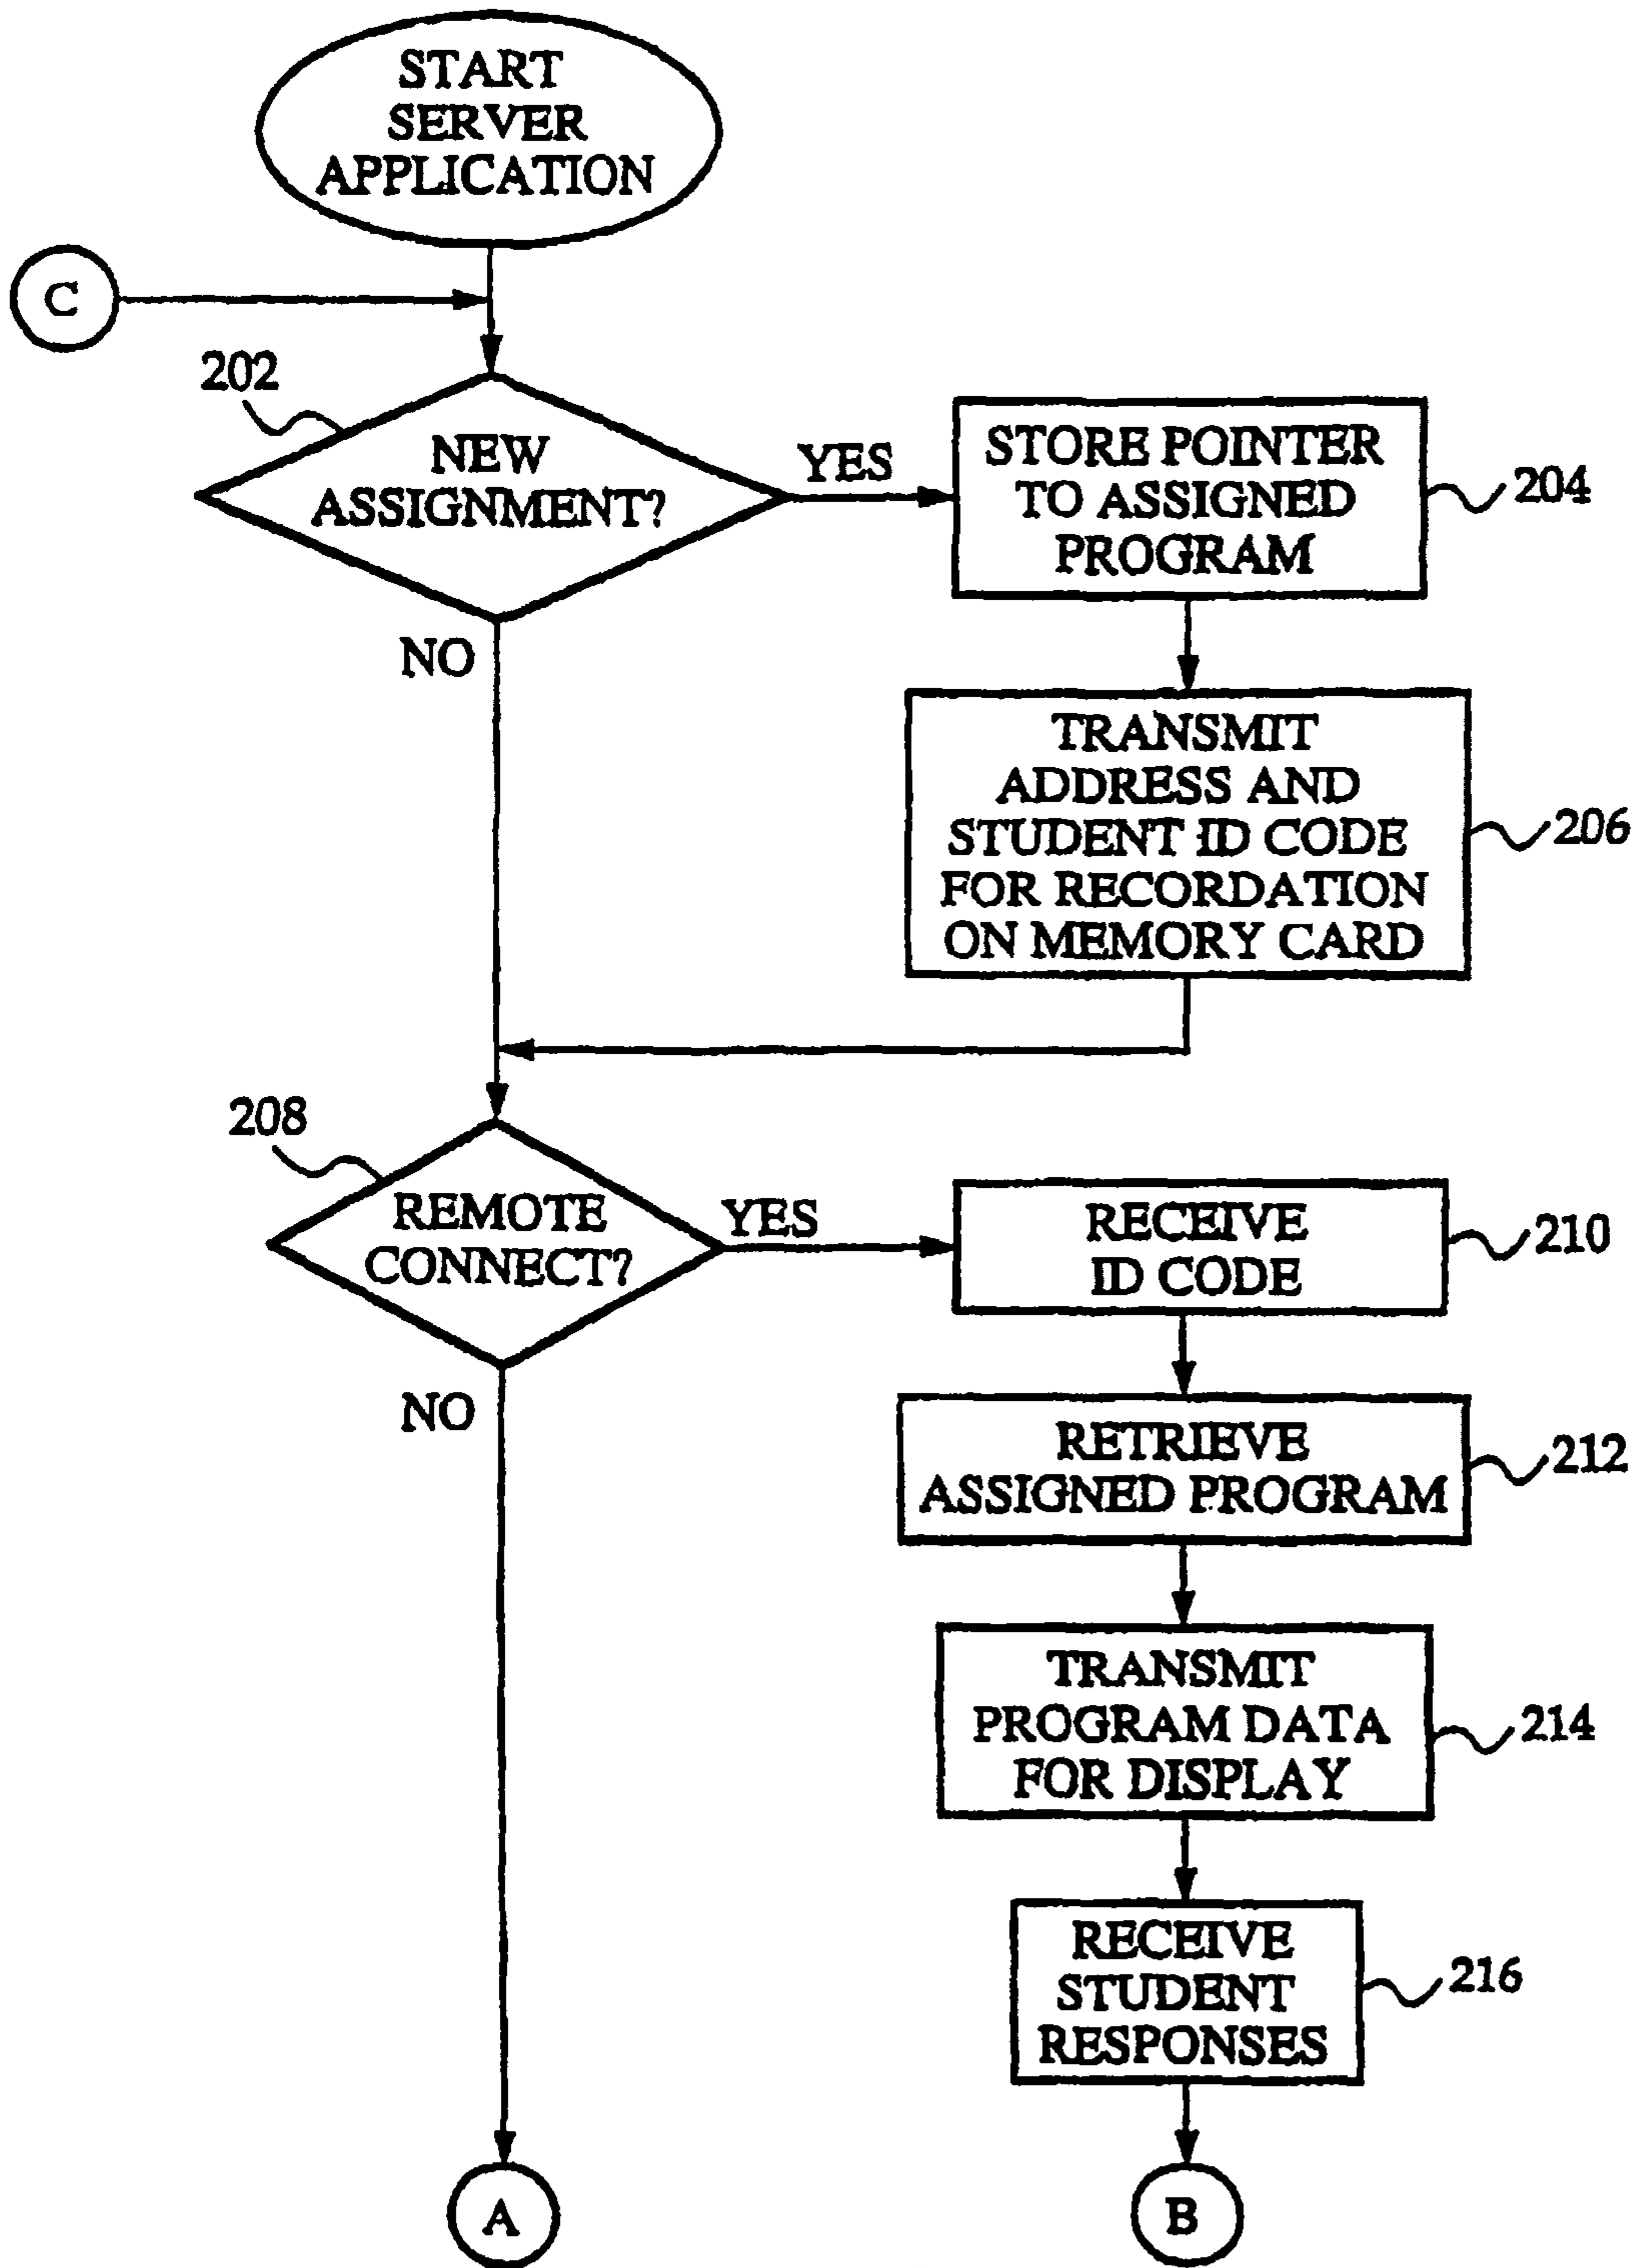 START
SERVER
APPLICATION
C
202
NEW
ASSIGNMENT?
YES
NO
STORE POINTER
TO ASSIGNED
PROGRAM
204
TRANSMIT
ADDRESS AND
STUDENT ID CODE
FOR RECORDATION
ON MEMORY CARD
206
208
REMOTE
CONNECT?
YES
NO
RECEIVE
ID CODE
210
RETRIEVE
ASSIGNED PROGRAM
212
TRANSMIT
PROGRAM DATA
FOR DISPLAY
214
RECEIVE
STUDENT
RESPONSES
216
A
B